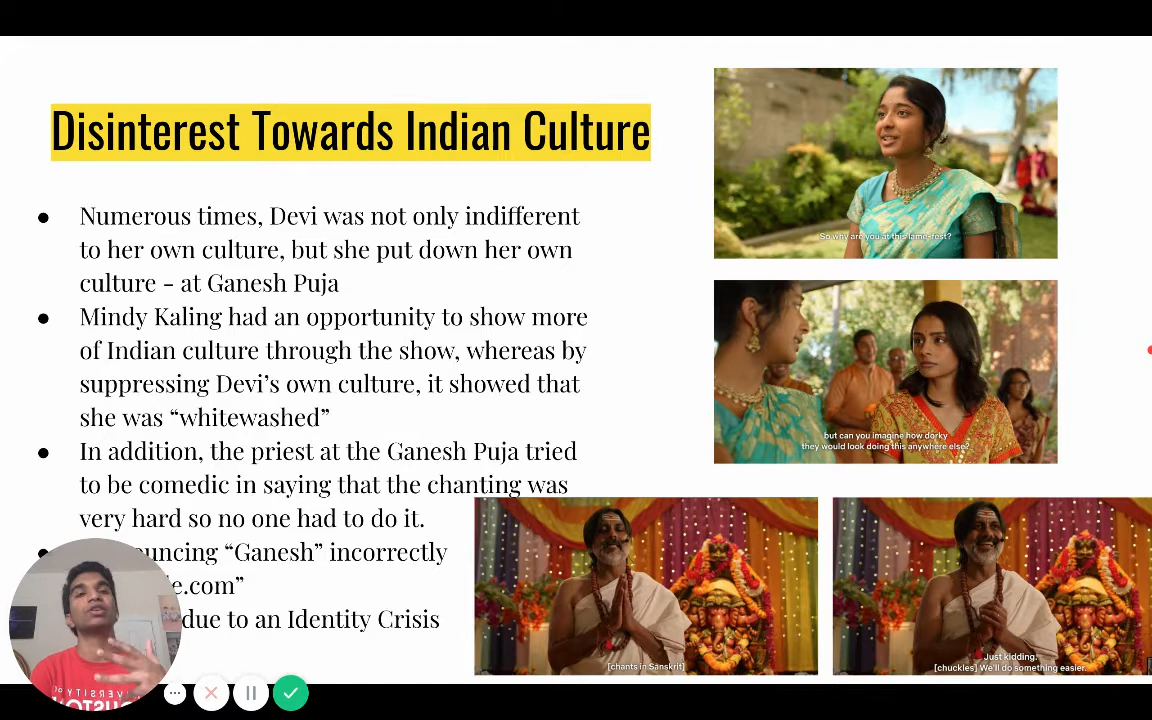 Disinterest Towards Indian Culture
So why are you at this lame-fest?
● Numerous times, Devi was not only indifferent
to her own culture, but she put down her own
culture - at Ganesh Puja
● Mindy Kaling had an opportunity to show more
of Indian culture through the show, whereas by
suppressing Devi's own culture, it showed that
she was “whitewashed”
but can you imagine how dorky
they would look doing this anywhere else?
● In addition, the priest at the Ganesh Puja tried
to be comedic in saying that the chanting was
very hard so no one had to do it.
“Ganesh” incorrectly
due to an Identity Crisis
[chants in Sanskrit]
Just kidding.
[chuckles] We'll do something easier.